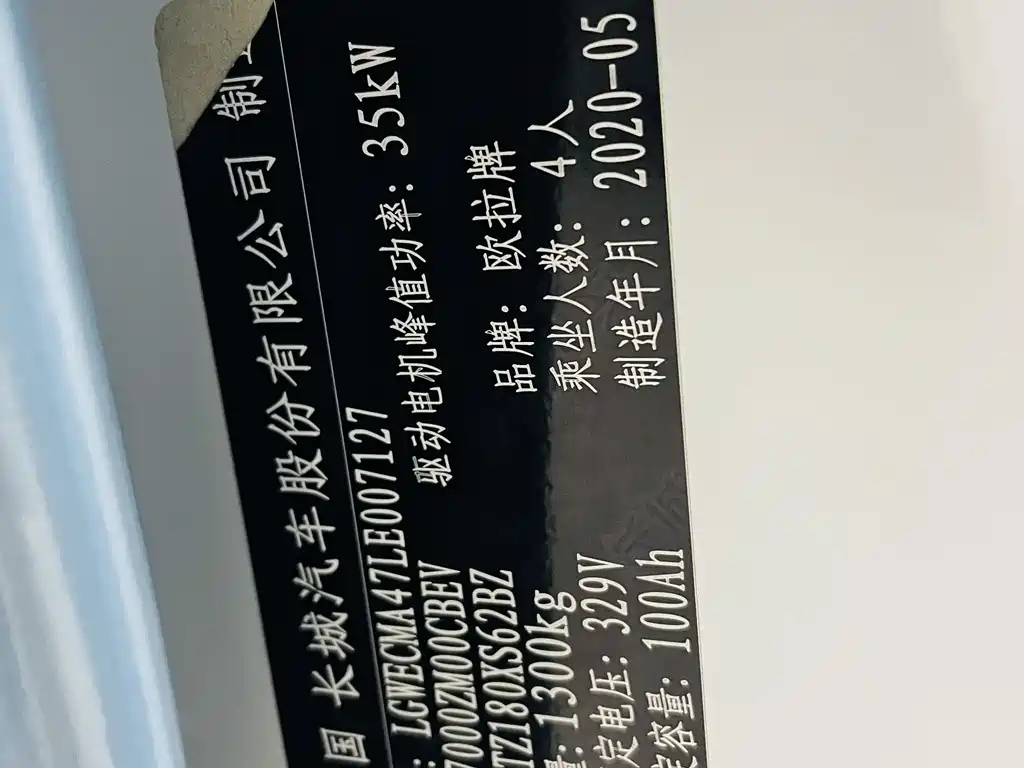 国 长城汽车股份有限公司 制
: LGWECMA47LE007127
7000ZM00CBEV 驱动电机峰值功率: 35kW
TZ180XS62BZ
量: 1300kg 品牌: 欧拉牌
定电压: 329V 乘坐人数: 4人
定容量: 100Ah 制造年月: 2020-05